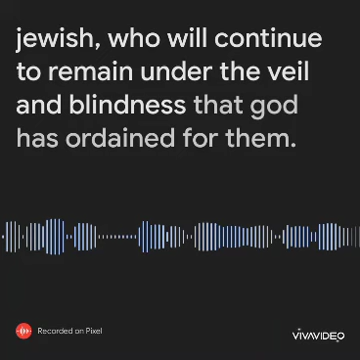 jewish, who will continue
to remain under the veil
and blindness that god
has ordained for them.
Recorded on Pixel
VIVAVIDEO